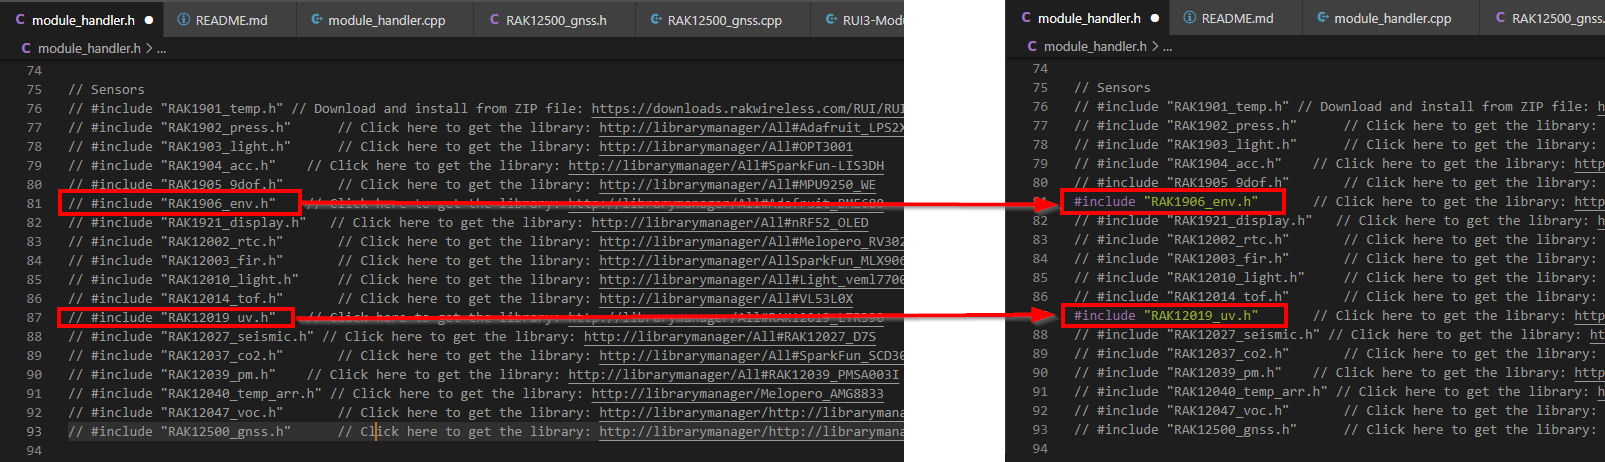 module_handler.h README.md module_handler.cpp RAK12500_gnss.h RAK12500_gnss.cpp RUI3-Modu
module_handler.h > ...
74
75 // Sensors
76 // #include "RAK1901_temp.h" // Download and install from ZIP file: https://downloads.rakwireless.com/RUI/RUI
77 // #include "RAK1902_press.h" // Click here to get the library: http://librarymanager/All#Adafruit_LPS2X
78 // #include "RAK1903_light.h" // Click here to get the library: http://librarymanager/All#OPT3001
79 // #include "RAK1904_acc.h" // Click here to get the library: http://librarymanager/All#SparkFun-LIS3DH
80 // #include "RAK1905_9dof.h" // Click here to get the library: http://librarymanager/All#MPU9250_WE
81 // #include "RAK1906_env.h" // Click here to get the library:
82 // #include "RAK1921_display.h" // Click here to get the library: http://librarymanager/All#nRF52_OLED
83 // #include "RAK12002_rtc.h" // Click here to get the library: http://librarymanager/All#Melopero_RV302
84 // #include "RAK12003_fir.h" // Click here to get the library: http://librarymanager/AllSparkFun_MLX906
85 // #include "RAK12010_light.h" // Click here to get the library: http://librarymanager/All#Light_veml7700
86 // #include "RAK12014_tof.h" // Click here to get the library: http://librarymanager/All#VL53L0X
87 // #include "RAK12019_uv.h" // Click here to get the library:
88 // #include "RAK12027_seismic.h" // Click here to get the library: http://librarymanager/All#RAK12027_D7S
89 // #include "RAK12037_co2.h" // Click here to get the library: http://librarymanager/All#SparkFun_SCD30
90 // #include "RAK12039_pm.h" // Click here to get the library: http://librarymanager/All#RAK12039_PMSA003I
91 // #include "RAK12040_temp_arr.h" // Click here to get the library: http://librarymanager/Melopero_AMG8833
92 // #include "RAK12047_voc.h" // Click here to get the library: http://librarymanager/http://librarymana
93 // #include "RAK12500_gnss.h" // Click here to get the library: http://librarymanager/http://librarymana
94
module_handler.h README.md module_handler.cpp RAK12500_gnss.
module_handler.h > ...
74
75 // Sensors
76 // #include "RAK1901_temp.h" // Download and install from ZIP file: h
77 // #include "RAK1902_press.h" // Click here to get the library:
78 // #include "RAK1903_light.h" // Click here to get the library:
79 // #include "RAK1904_acc.h" // Click here to get the library: http
80 // #include "RAK1905_9dof.h" // Click here to get the library:
#include "RAK1906_env.h" // Click here to get the library: http
82 // #include "RAK1921_display.h" // Click here to get the library: htt
83 // #include "RAK12002_rtc.h" // Click here to get the library:
84 // #include "RAK12003_fir.h" // Click here to get the library:
85 // #include "RAK12010_light.h" // Click here to get the library:
86 // #include "RAK12014_tof.h" // Click here to get the library:
#include "RAK12019_uv.h" // Click here to get the library: http
88 // #include "RAK12027_seismic.h" // Click here to get the library: ht
89 // #include "RAK12037_co2.h" // Click here to get the library:
90 // #include "RAK12039_pm.h" // Click here to get the library: http
91 // #include "RAK12040_temp_arr.h" // Click here to get the library: h
92 // #include "RAK12047_voc.h" // Click here to get the library:
93 // #include "RAK12500_gnss.h" // Click here to get the library:
94